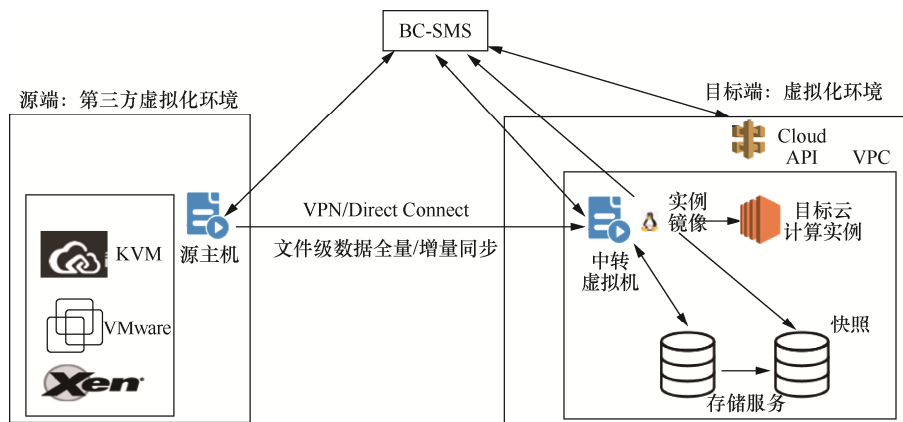 BC-SMS
源端：第三方虚拟化环境
目标端：虚拟化环境
Cloud
API
VPC
KVM
VMware
Xen
源主机
VPN/Direct Connect
文件级数据全量/增量同步
中转
虚拟机
实例
镜像
目标云
计算实例
快照
存储服务